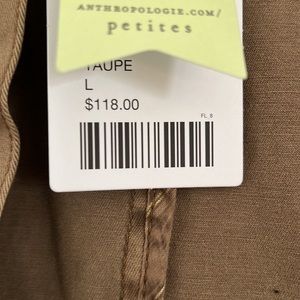 ANTHROPOLOGIE.COM/
petites
TAUPE
L
$118.00
FL_8